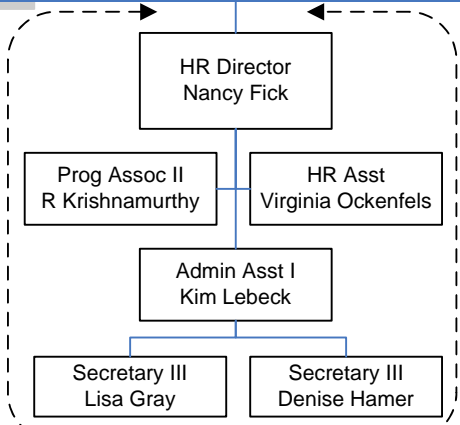 HR Director
Nancy Fick
Prog Assoc II
R Krishnamurthy
HR Asst
Virginia Ockenfels
Admin Asst I
Kim Lebeck
Secretary III
Lisa Gray
Secretary III
Denise Hamer